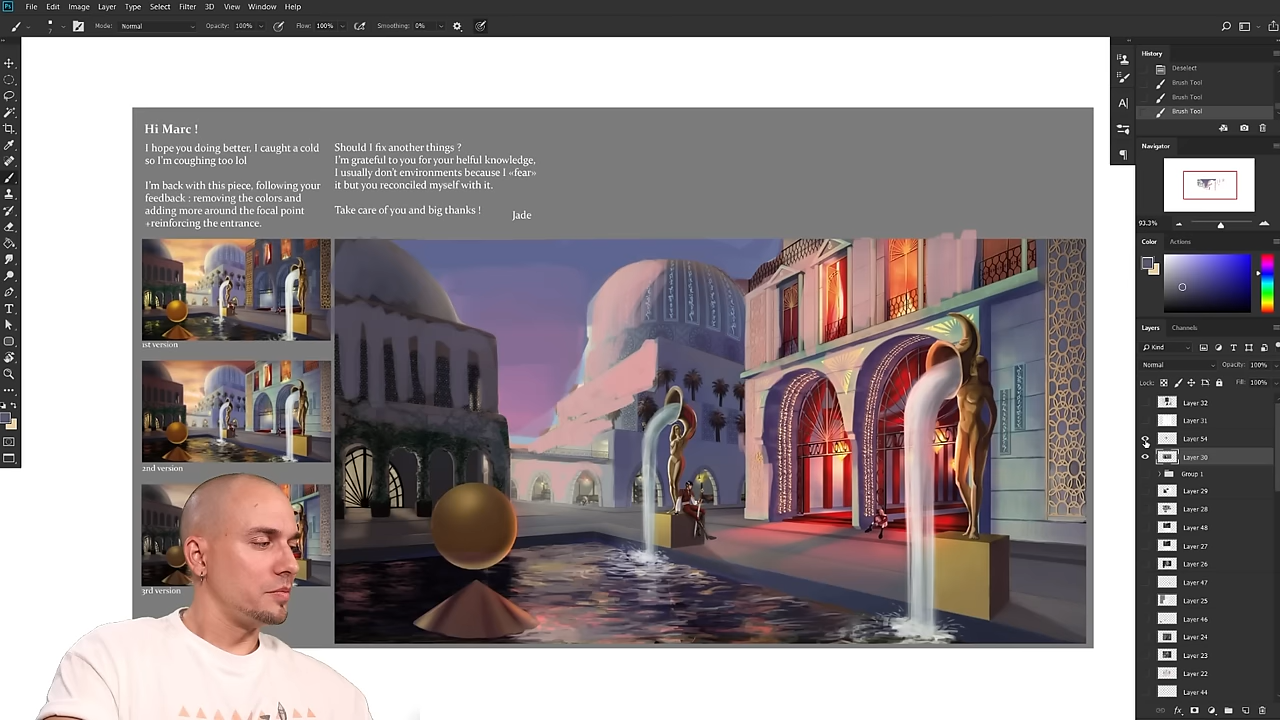 File Edit Image Layer Type Select Filter 3D View Window Help
7 Mode: Normal Opacity: 100% Flow: 100% Smoothing: 0%
History
Deselect
Brush Tool
Brush Tool
Brush Tool
Navigator
93.3%
Color Actions
Layers Channels
Kind
Normal Opacity: 100%
Lock: Fill: 100%
Layer 32
Layer 31
Layer 54
Layer 30
Group 1
Layer 29
Layer 28
Layer 48
Layer 27
Layer 26
Layer 47
Layer 25
Layer 46
Layer 24
Layer 23
Layer 22
Layer 44
Hi Marc !
I hope you doing better, I caught a cold
so I'm coughing too lol
I'm back with this piece, following your
feedback : removing the colors and
adding more around the focal point
+reinforcing the entrance.
Should I fix another things ?
I'm grateful to you for your helful knowledge,
I usually don't environments because I «fear»
it but you reconciled myself with it.
Take care of you and big thanks !
Jade
1st version
2nd version
3rd version